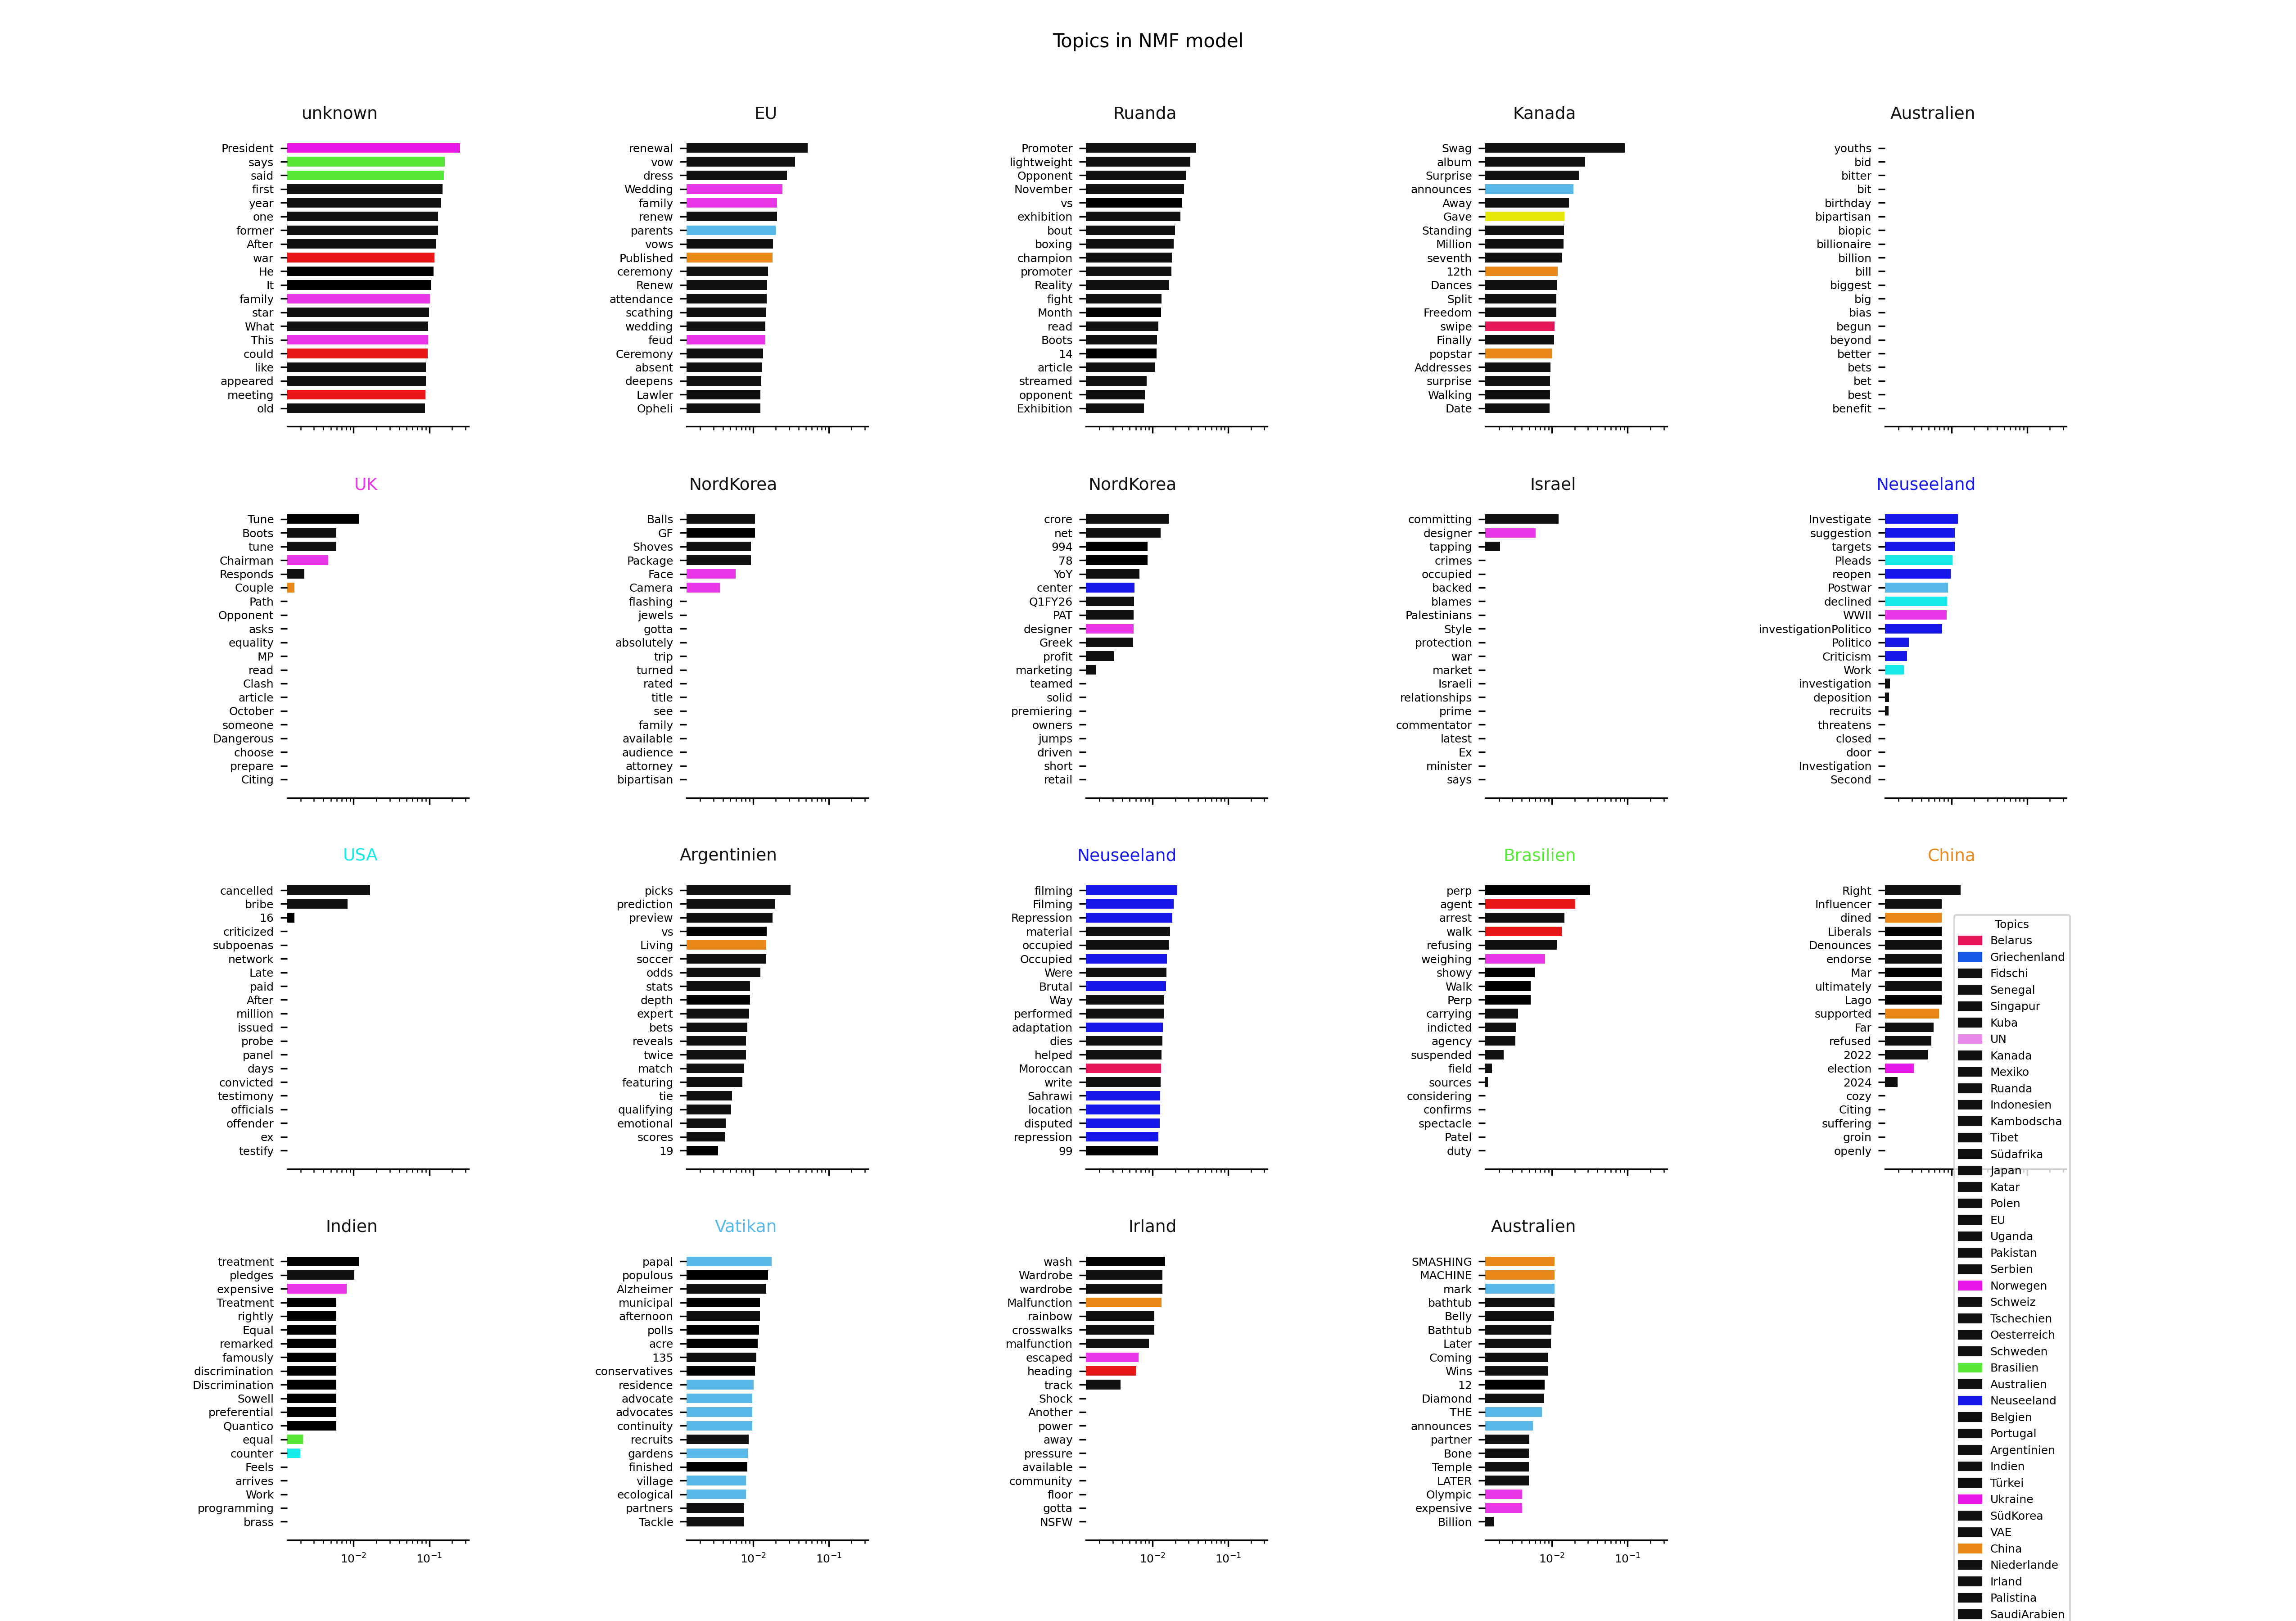 Topics in NMF model
unknown
President
says
said
first
year
one
former
After
war
He
It
family
star
What
This
could
like
appeared
meeting
old
EU
renewal
vow
dress
Wedding
family
renew
parents
vows
Published
ceremony
Renew
attendance
scathing
wedding
feud
Ceremony
absent
deepens
Lawler
Opheli
Ruanda
Promoter
lightweight
Opponent
November
vs
exhibition
bout
boxing
champion
promoter
Reality
fight
Month
read
Boots
14
article
streamed
opponent
Exhibition
Kanada
Swag
album
Surprise
announces
Away
Gave
Standing
Million
seventh
12th
Dances
Split
Freedom
swipe
Finally
popstar
Addresses
surprise
Walking
Date
Australien
youths
bid
bitter
bit
birthday
bipartisan
biopic
billionaire
billion
bill
biggest
big
bias
begun
beyond
better
bets
bet
best
benefit
UK
Tune
Boots
tune
Chairman
Responds
Couple
Path
Opponent
asks
equality
MP
read
Clash
article
October
someone
Dangerous
choose
prepare
Citing
NordKorea
Balls
GF
Shoves
Package
Face
Camera
flashing
jewels
gotta
absolutely
trip
turned
rated
title
see
family
available
audience
attorney
bipartisan
NordKorea
crore
net
994
78
YoY
center
Q1FY26
PAT
designer
Greek
profit
marketing
teamed
solid
premiering
owners
jumps
driven
short
retail
Israel
committing
designer
tapping
crimes
occupied
backed
blames
Palestinians
Style
protection
war
market
Israeli
relationships
prime
commentator
latest
Ex
minister
says
Neuseeland
Investigate
suggestion
targets
Pleads
reopen
Postwar
declined
WWII
investigationPolitico
Politico
Criticism
Work
investigation
deposition
recruits
threatens
closed
door
Investigation
Second
USA
cancelled
bribe
16
criticized
subpoenas
network
Late
paid
After
million
issued
probe
panel
days
convicted
testimony
officials
offender
ex
testify
Argentinien
picks
prediction
preview
vs
Living
soccer
odds
stats
depth
expert
bets
reveals
twice
match
featuring
tie
qualifying
emotional
scores
19
Neuseeland
filming
Filming
Repression
material
occupied
Occupied
Were
Brutal
Way
performed
adaptation
dies
helped
Moroccan
write
Sahrawi
location
disputed
repression
99
Brasilien
perp
agent
arrest
walk
refusing
weighing
showy
Walk
Perp
carrying
indicted
agency
suspended
field
sources
considering
confirms
spectacle
Patel
duty
China
Right
Influencer
dined
Liberals
Denounces
endorse
Mar
ultimately
Lago
supported
Far
refused
2022
election
2024
cozy
Citing
suffering
groin
openly
Indien
treatment
pledges
expensive
Treatment
rightly
Equal
remarked
famously
discrimination
Discrimination
Sowell
preferential
Quantico
equal
counter
Feels
arrives
Work
programming
brass
10⁻² 10⁻¹
Vatikan
papal
populous
Alzheimer
municipal
afternoon
polls
acre
135
conservatives
residence
advocate
advocates
continuity
recruits
gardens
finished
village
ecological
partners
Tackle
10⁻² 10⁻¹
Irland
wash
Wardrobe
wardrobe
Malfunction
rainbow
crosswalks
malfunction
escaped
heading
track
Shock
Another
power
away
pressure
available
community
floor
gotta
NSFW
10⁻² 10⁻¹
Australien
SMASHING
MACHINE
mark
bathtub
Belly
Bathtub
Later
Coming
Wins
12
Diamond
THE
announces
partner
Bone
Temple
LATER
Olympic
expensive
Billion
10⁻² 10⁻¹
Topics
Belarus
Griechenland
Fidschi
Senegal
Singapur
Kuba
UN
Kanada
Mexiko
Ruanda
Indonesien
Kambodscha
Tibet
Südafrika
Japan
Katar
Polen
EU
Uganda
Pakistan
Serbien
Norwegen
Schweiz
Tschechien
Oesterreich
Schweden
Brasilien
Australien
Neuseeland
Belgien
Portugal
Argentinien
Indien
Türkei
Ukraine
SüdKorea
VAE
China
Niederlande
Irland
Palistina
SaudiArabien